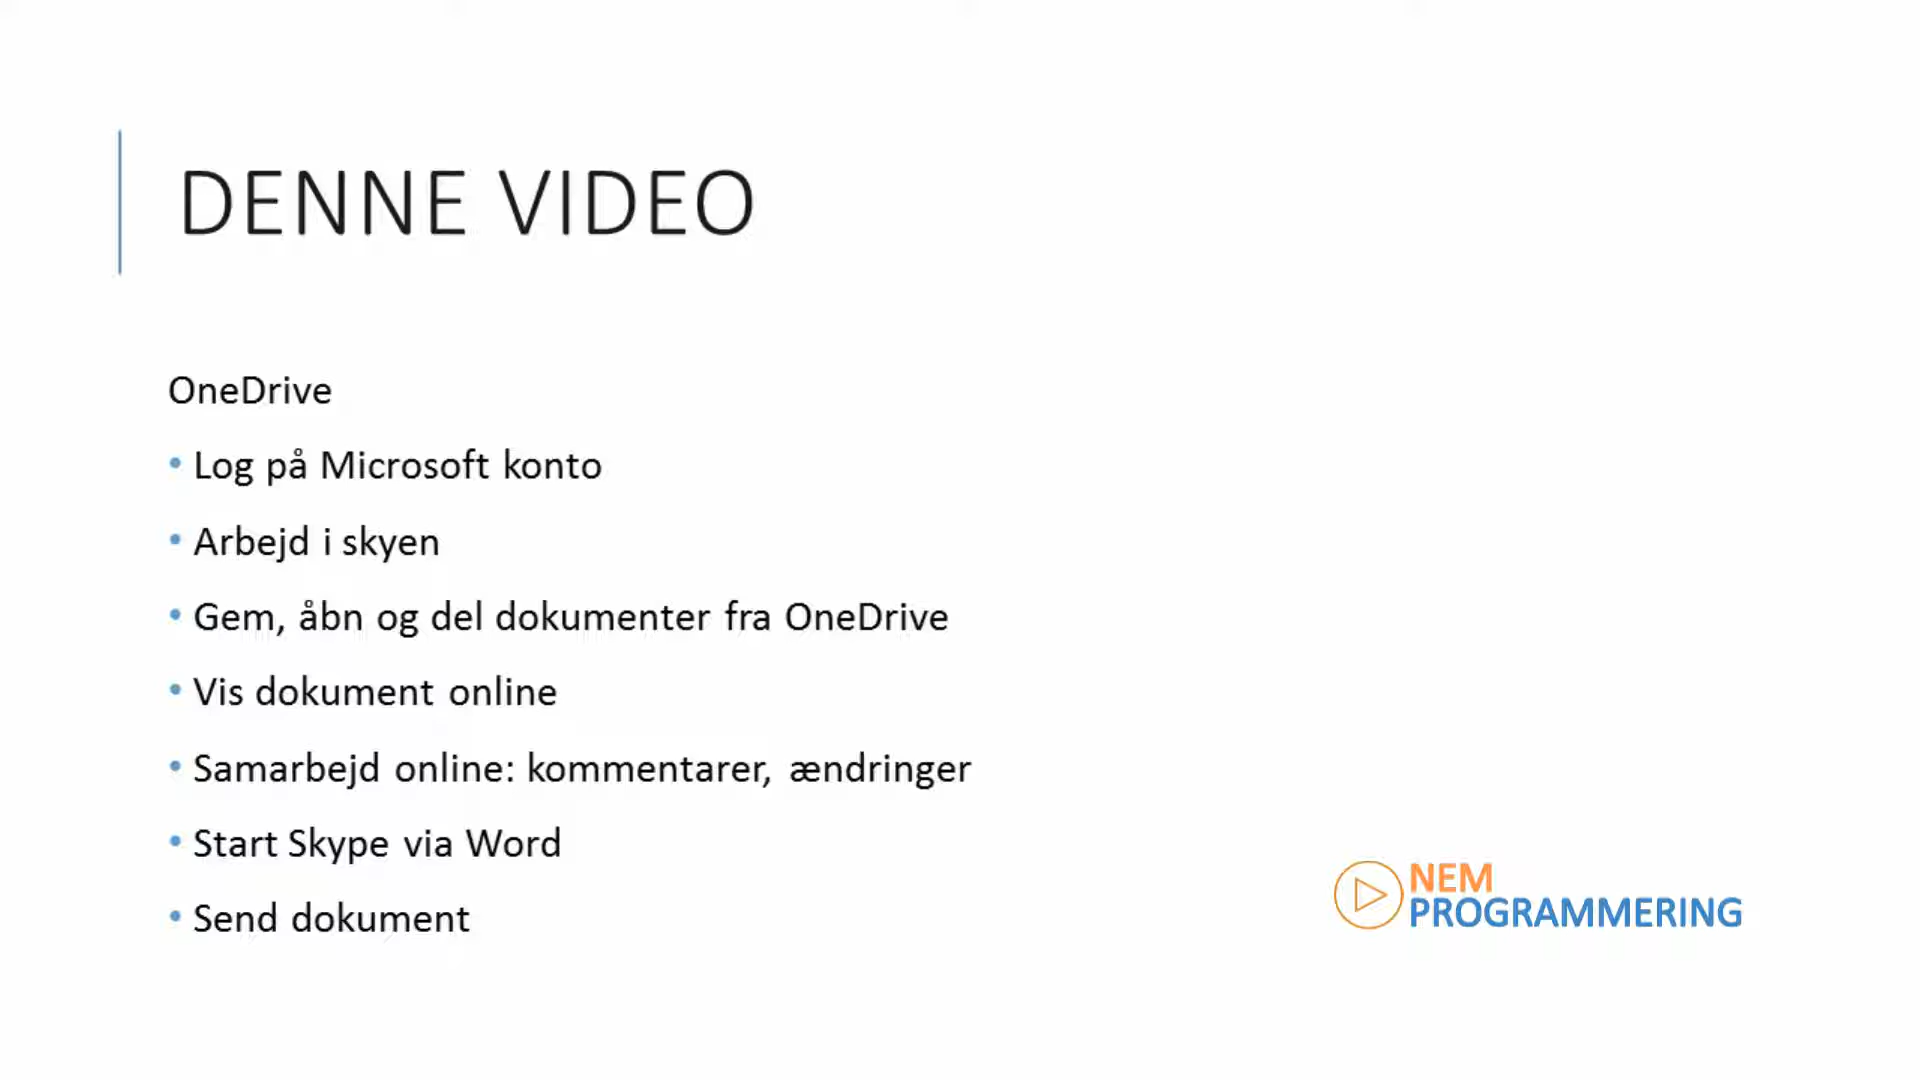 DENNE VIDEO
OneDrive
• Log på Microsoft konto
• Arbejd i skyen
• Gem, åbn og del dokumenter fra OneDrive
• Vis dokument online
• Samarbejd online: kommentarer, ændringer
• Start Skype via Word
• Send dokument
NEM
PROGRAMMERING